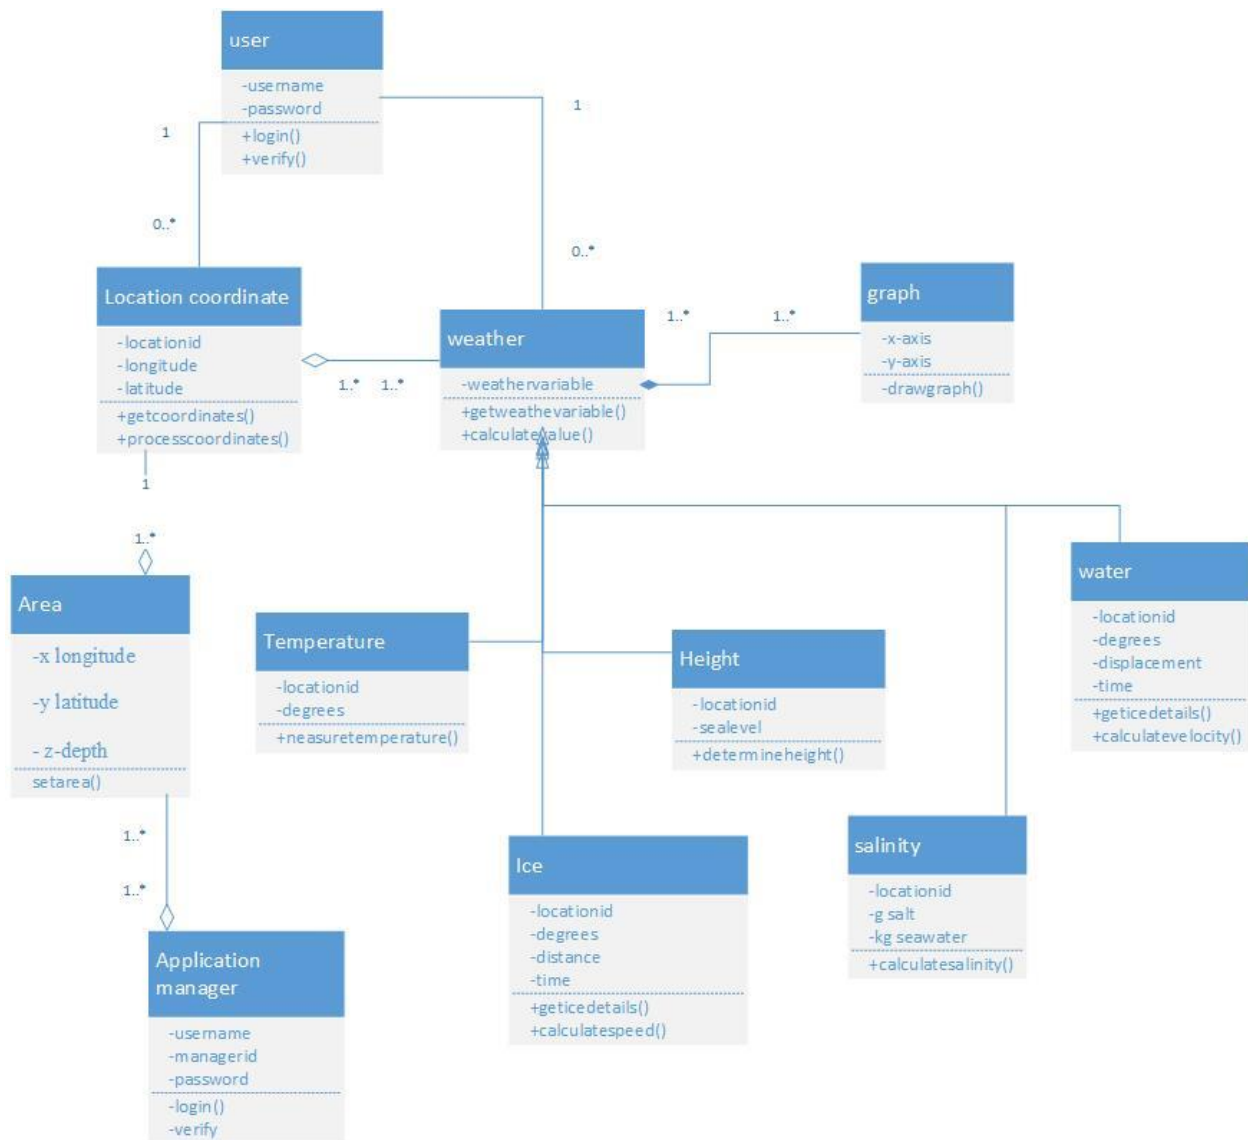 user
-username
-password
+login()
+verify()
1
1
0..*
0..*
Location coordinate
-locationid
-longitude
-latitude
+getcoordinates()
+processcoordinates()
1..* 1..*
weather
-weathervariable
+getweathevariable()
+calculatevalue()
1..* 1..*
graph
-x-axis
-y-axis
-drawgraph()
1
1..*
Area
-x longitude
-y latitude
- z-depth
setarea()
Temperature
-locationid
-degrees
+neasuretemperature()
Height
-locationid
-sealevel
+determineheight()
water
-locationid
-degrees
-displacement
-time
+geticedetails()
+calculatevelocity()
1..*
1..*
Application
manager
-username
-managerid
-password
-login()
-verify
Ice
-locationid
-degrees
-distance
-time
+geticedetails()
+calculatespeed()
salinity
-locationid
-g salt
-kg seawater
+calculatesalinity()